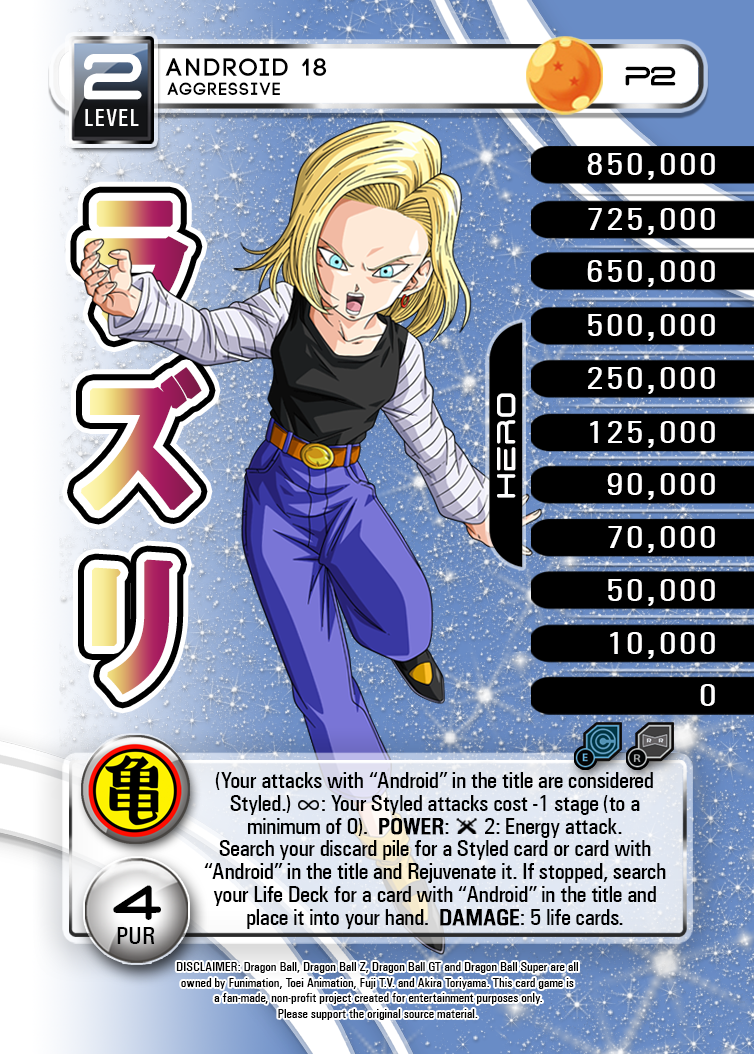 2
LEVEL
ANDROID 18
AGGRESSIVE
P2
850,000
725,000
650,000
500,000
250,000
125,000
90,000
70,000
50,000
10,000
0
HERO
ラズリ
E
R
R R
亀
4
PUR
(Your attacks with “Android” in the title are considered
Styled.) ∞: Your Styled attacks cost -1 stage (to a
minimum of 0). POWER: 2: Energy attack.
Search your discard pile for a Styled card or card with
“Android” in the title and Rejuvenate it. If stopped, search
your Life Deck for a card with “Android” in the title and
place it into your hand. DAMAGE: 5 life cards.
DISCLAIMER: Dragon Ball, Dragon Ball Z, Dragon Ball GT and Dragon Ball Super are all
owned by Funimation, Toei Animation, Fuji T.V. and Akira Toriyama. This card game is
a fan-made, non-profit project created for entertainment purposes only.
Please support the original source material.